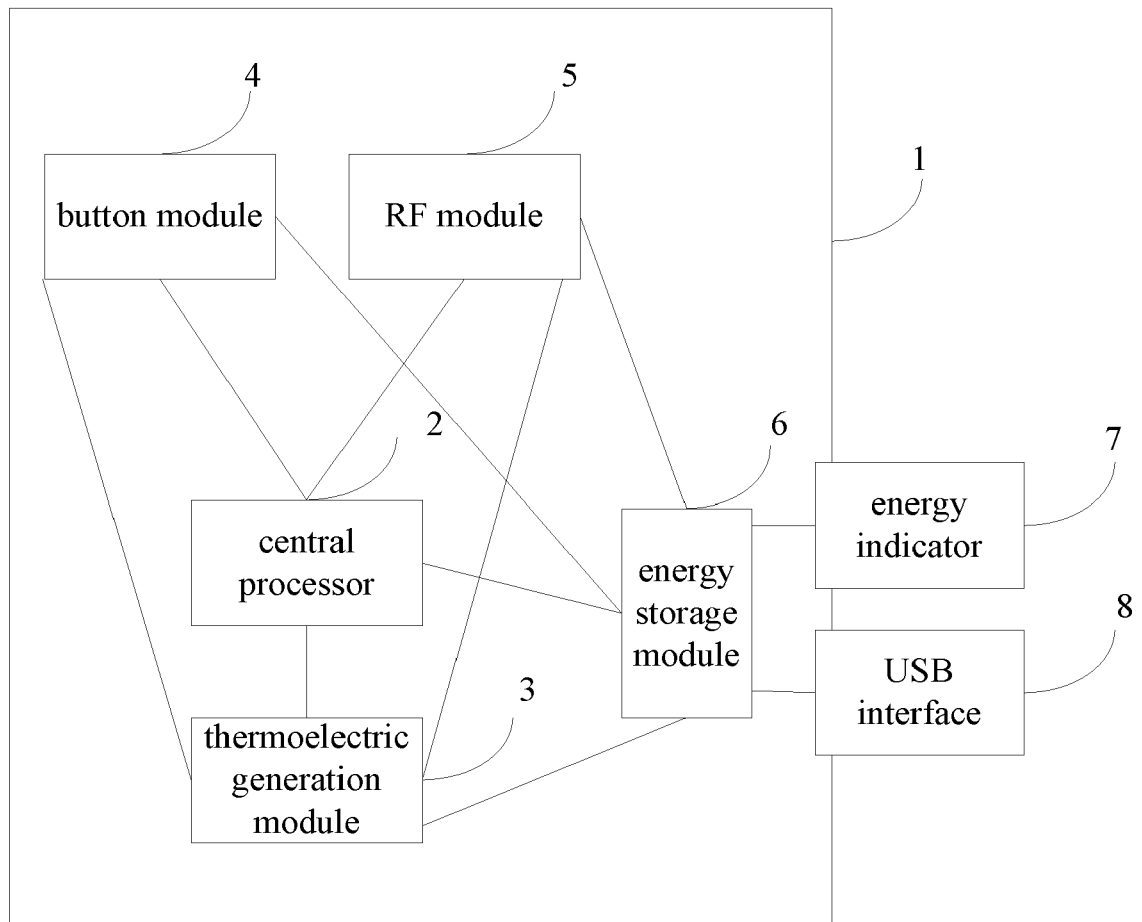 4
5
1
button module
RF module
2
6
7
central
processor
energy
storage
module
energy
indicator
8
USB
interface
3
thermoelectric
generation
module